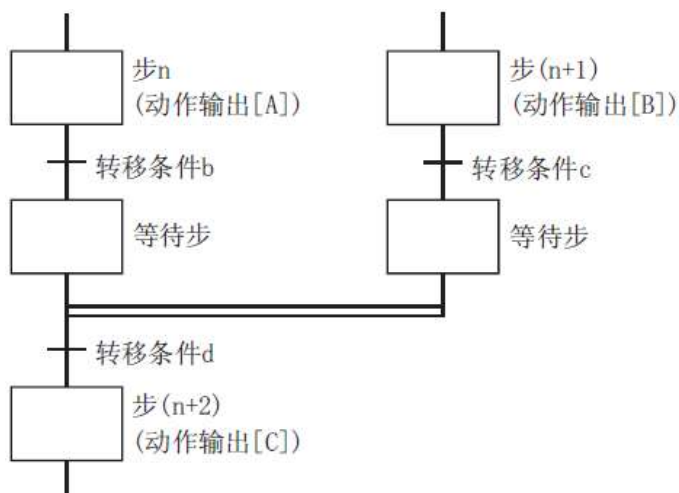 步n
(动作输出[A])
步(n+1)
(动作输出[B])
转移条件b
转移条件c
等待步
等待步
转移条件d
步(n+2)
(动作输出[C])